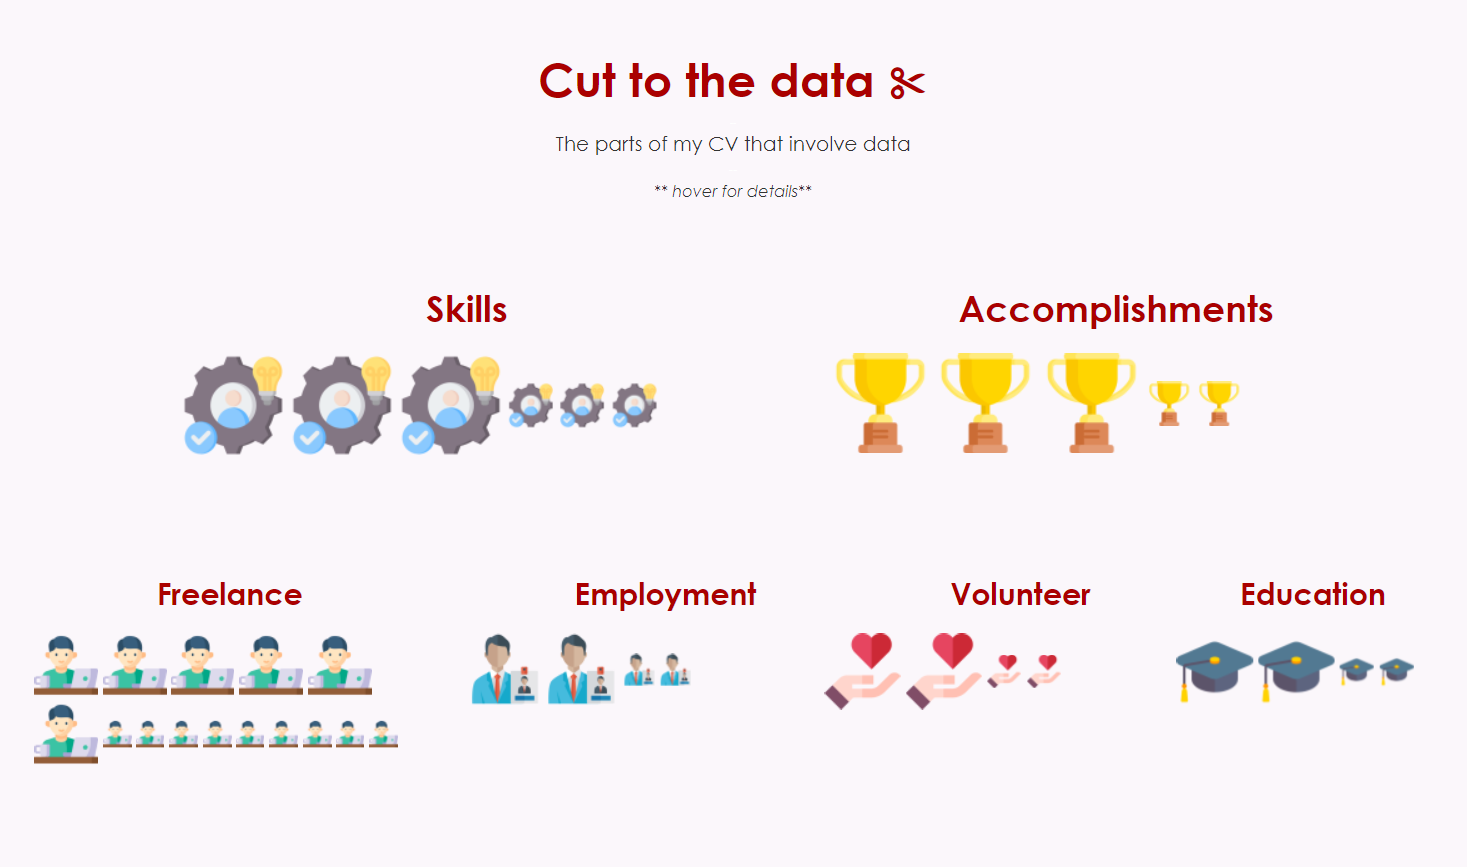 Cut to the data
The parts of my CV that involve data
** hover for details**
Skills
Accomplishments
Freelance
Employment
Volunteer
Education